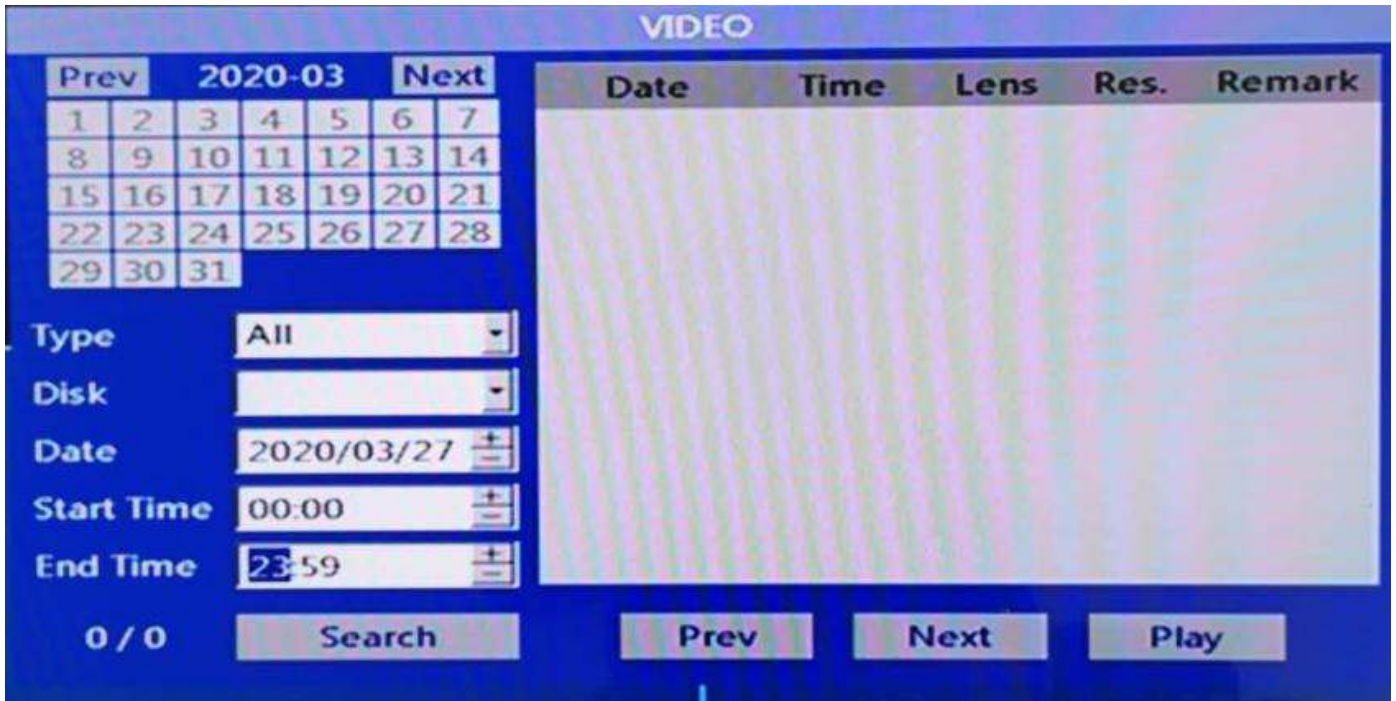 VIDEO
Prev 2020-03 Next
1 2 3 4 5 6 7
8 9 10 11 12 13 14
15 16 17 18 19 20 21
22 23 24 25 26 27 28
29 30 31
Type All
Disk
Date 2020/03/27 + -
Start Time 00:00 + -
End Time 23:59 + -
0 / 0 Search
Date Time Lens Res. Remark
Prev Next Play